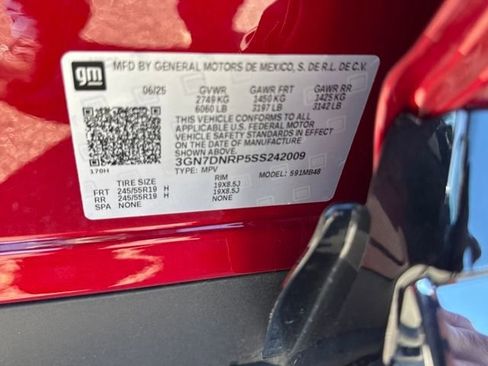 gm
MFD BY GENERAL MOTORS DE MEXICO, S. DE R.L. DE C.V.
06/25 GVWR GAWR FRT GAWR RR
2749 KG 1450 KG 1425 KG
6060 LB 3197 LB 3142 LB
THIS VEHICLE CONFORMS TO ALL
APPLICABLE U.S. FEDERAL MOTOR
VEHICLE SAFETY STANDARDS IN EFFECT
ON THE DATE OF MANUFACTURE SHOWN ABOVE.
3GN7DNRP5SS242009
170H TYPE: MPV MODEL: 591MB48
TIRE SIZE RIM
FRT 245/55R19 H 19X8.5J
RR 245/55R19 H 19X8.5J
SPA NONE NONE